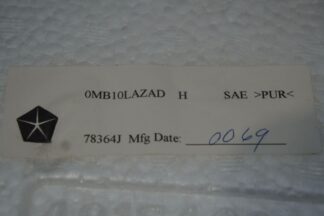 0MB10LAZAD H SAE >PUR<
78364J Mfg Date: 0069